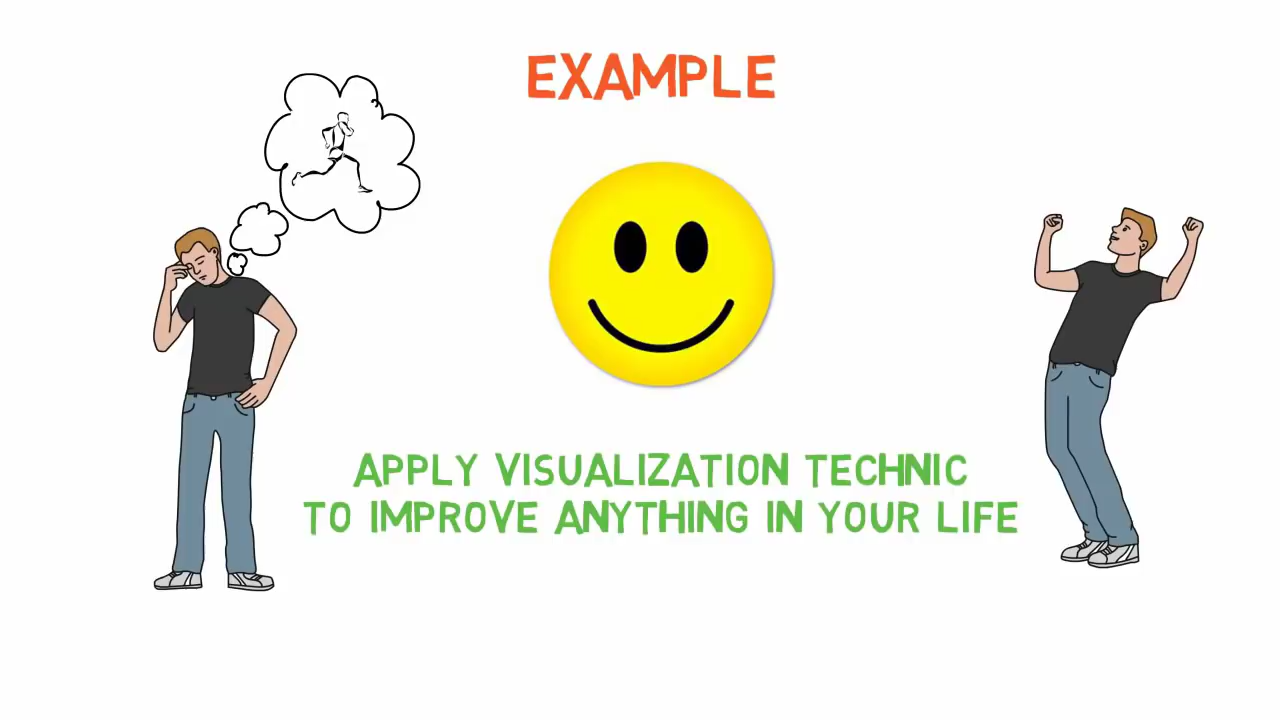 EXAMPLE
APPLY VISUALIZATION TECHNIC
TO IMPROVE ANYTHING IN YOUR LIFE